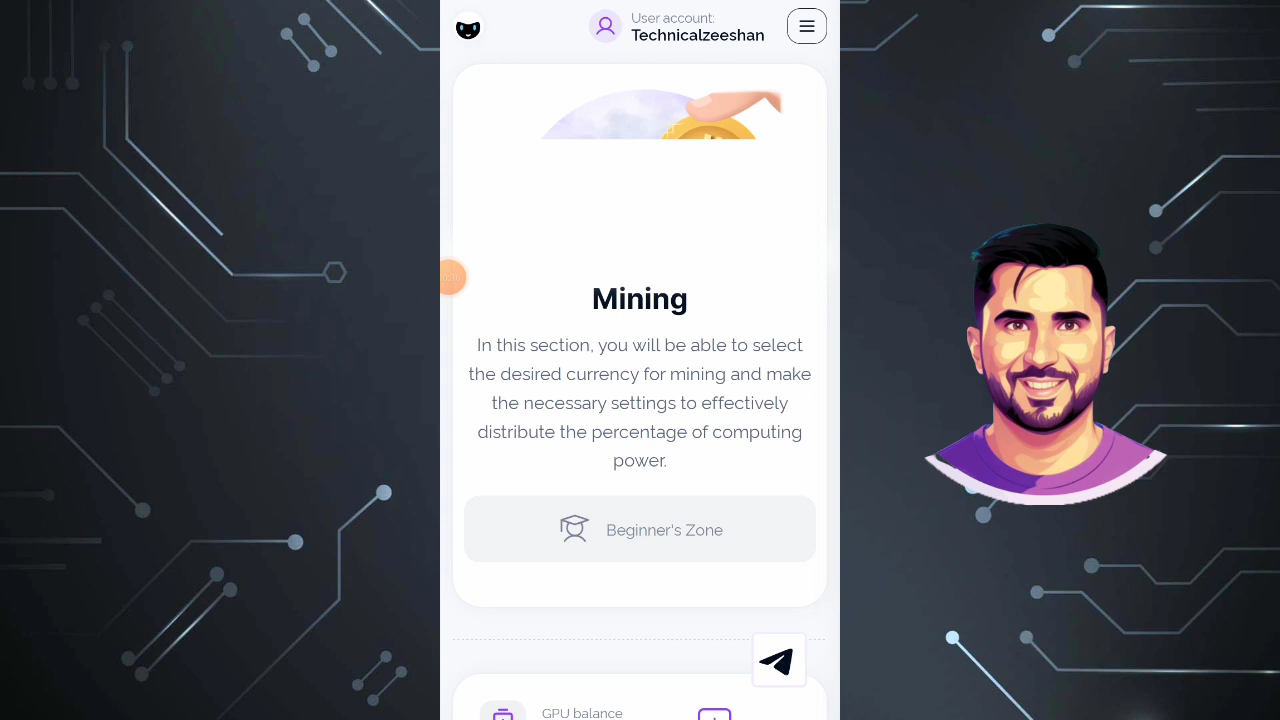 User account:
Technicalzeeshan
Mining
In this section, you will be able to select
the desired currency for mining and make
the necessary settings to effectively
distribute the percentage of computing
power.
Beginner's Zone
GPU balance